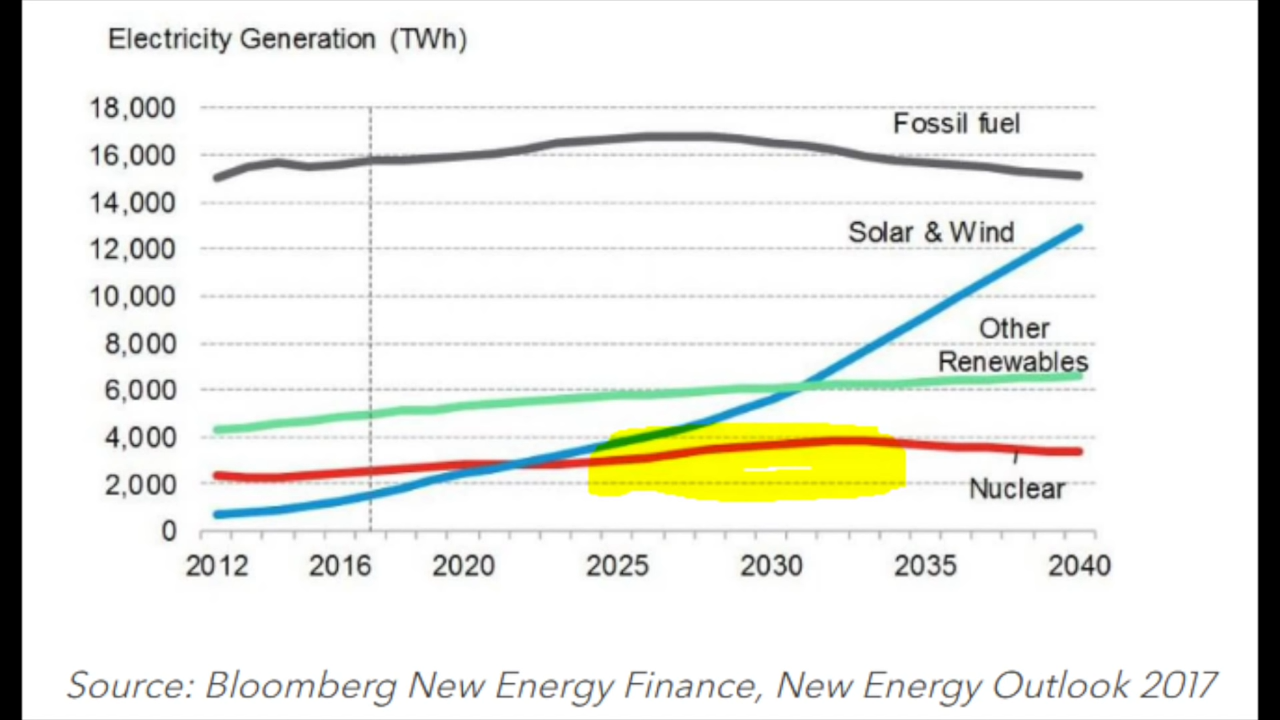 Electricity Generation (TWh)
18,000
Fossil fuel
16,000
14,000
Solar & Wind
12,000
10,000
Other
Renewables
8,000
6,000
4,000
2,000
Nuclear
0
2012 2016 2020 2025 2030 2035 2040
Source: Bloomberg New Energy Finance, New Energy Outlook 2017